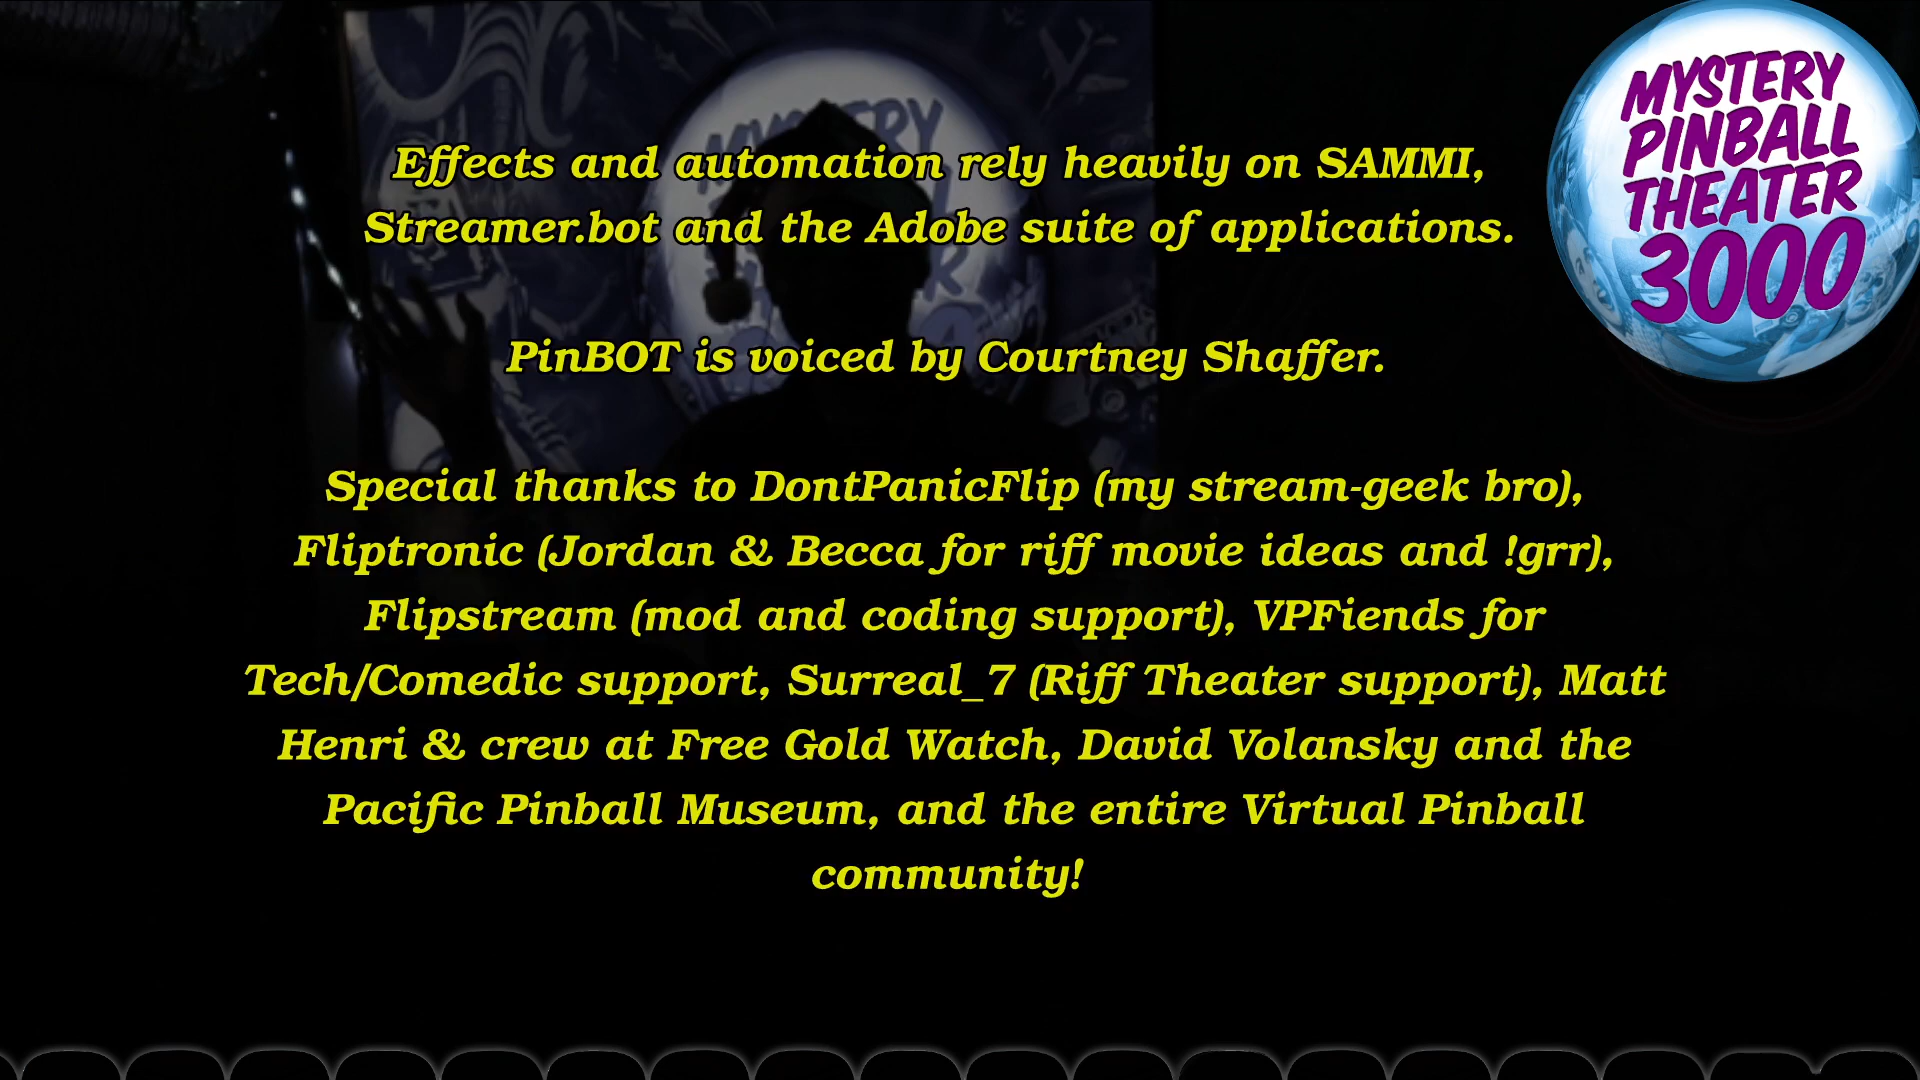 MYSTERY
PINBALL
THEATER
3000
MYSTERY
Effects and automation rely heavily on SAMMI,
Streamer.bot and the Adobe suite of applications.
PinBOT is voiced by Courtney Shaffer.
Special thanks to DontPanicFlip (my stream-geek bro),
Fliptronic (Jordan & Becca for riff movie ideas and !grr),
Flipstream (mod and coding support), VPFiends for
Tech/Comedic support, Surreal_7 (Riff Theater support), Matt
Henri & crew at Free Gold Watch, David Volansky and the
Pacific Pinball Museum, and the entire Virtual Pinball
community!